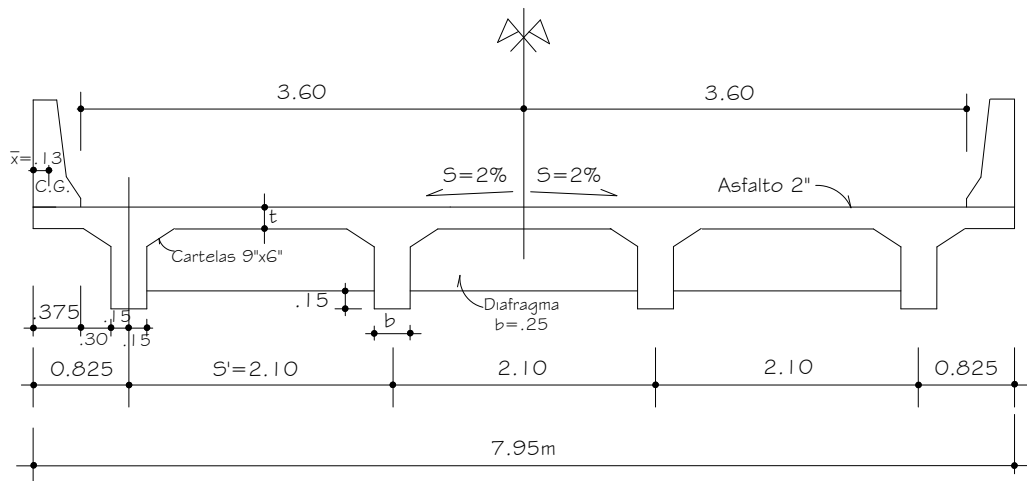 3.60
3.60
x̅=.13
C.G.
S=2%
S=2%
Asfalto 2"
t
Cartelas 9"x6"
.15
Diafragma
b=.25
.375
.15
.30
.15
b
0.825
S'=2.10
2.10
2.10
0.825
7.95m